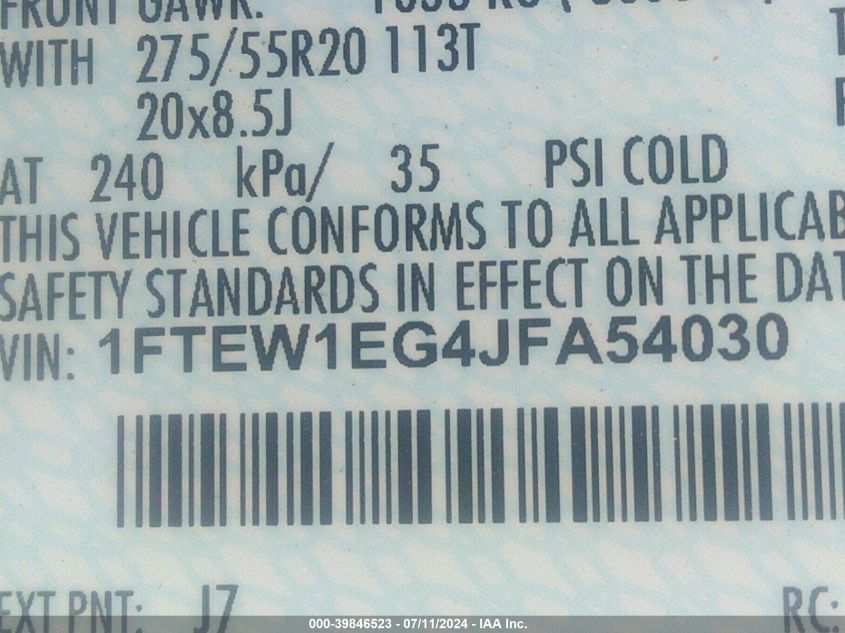 FRONT GAWR:
WITH 275/55R20 113T
20x8.5J
AT 240 kPa/ 35 PSI COLD
THIS VEHICLE CONFORMS TO ALL APPLICAB
SAFETY STANDARDS IN EFFECT ON THE DAT
VIN: 1FTEW1EG4JFA54030
EXT PNT: J7 RC:
000-39846523 - 07/11/2024 - IAA Inc.